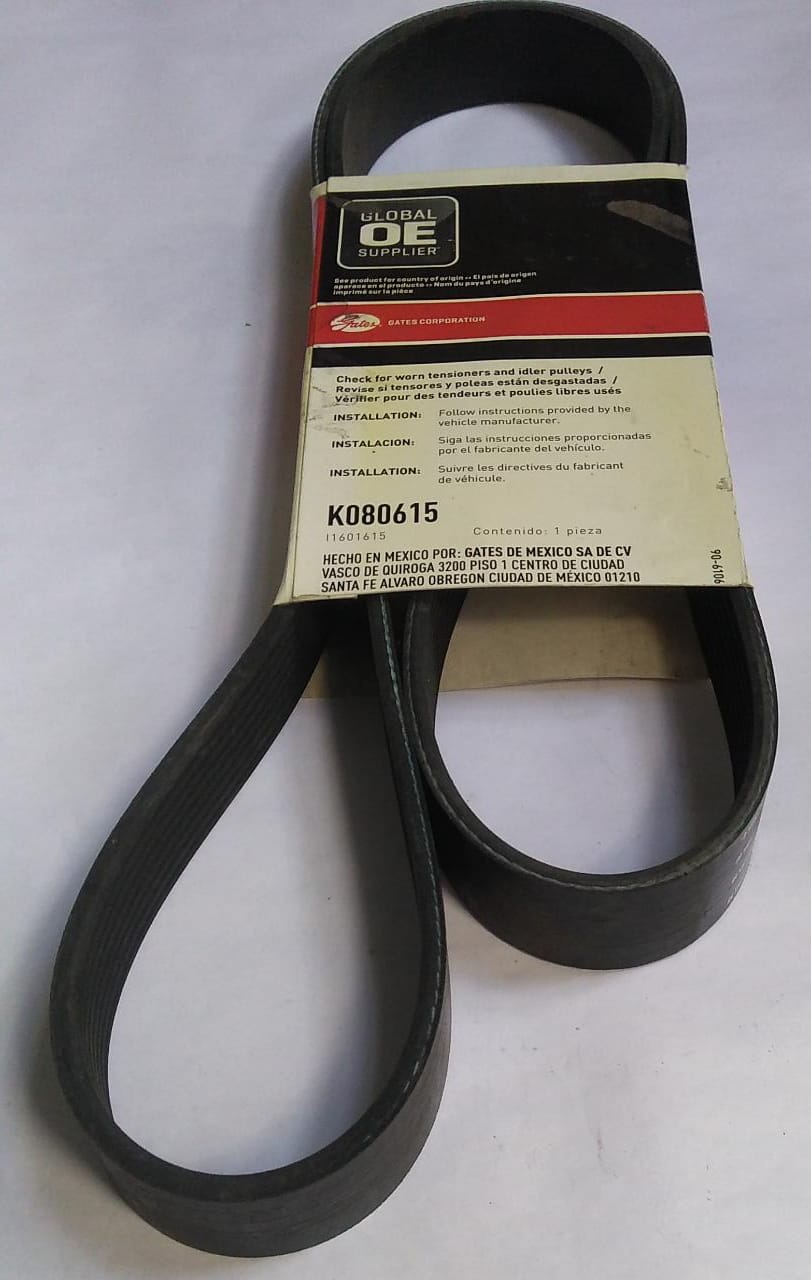 GLOBAL
OE
SUPPLIER™
See product for country of origin •• El país de origen
aparece en el producto •• Nom du pays d'origine
imprimé sur la pièce
Gates GATES CORPORATION
Check for worn tensioners and idler pulleys /
Revise si tensores y poleas están desgastadas /
Vérifier pour des tendeurs et poulies libres usés
INSTALLATION: Follow instructions provided by the
vehicle manufacturer.
INSTALACION: Siga las instrucciones proporcionadas
por el fabricante del vehículo.
INSTALLATION: Suivre les directives du fabricant
de véhicule.
K080615
I1601615
Contenido: 1 pieza
HECHO EN MEXICO POR: GATES DE MEXICO SA DE CV
VASCO DE QUIROGA 3200 PISO 1 CENTRO DE CIUDAD
SANTA FE ALVARO OBREGON CIUDAD DE MÉXICO 01210